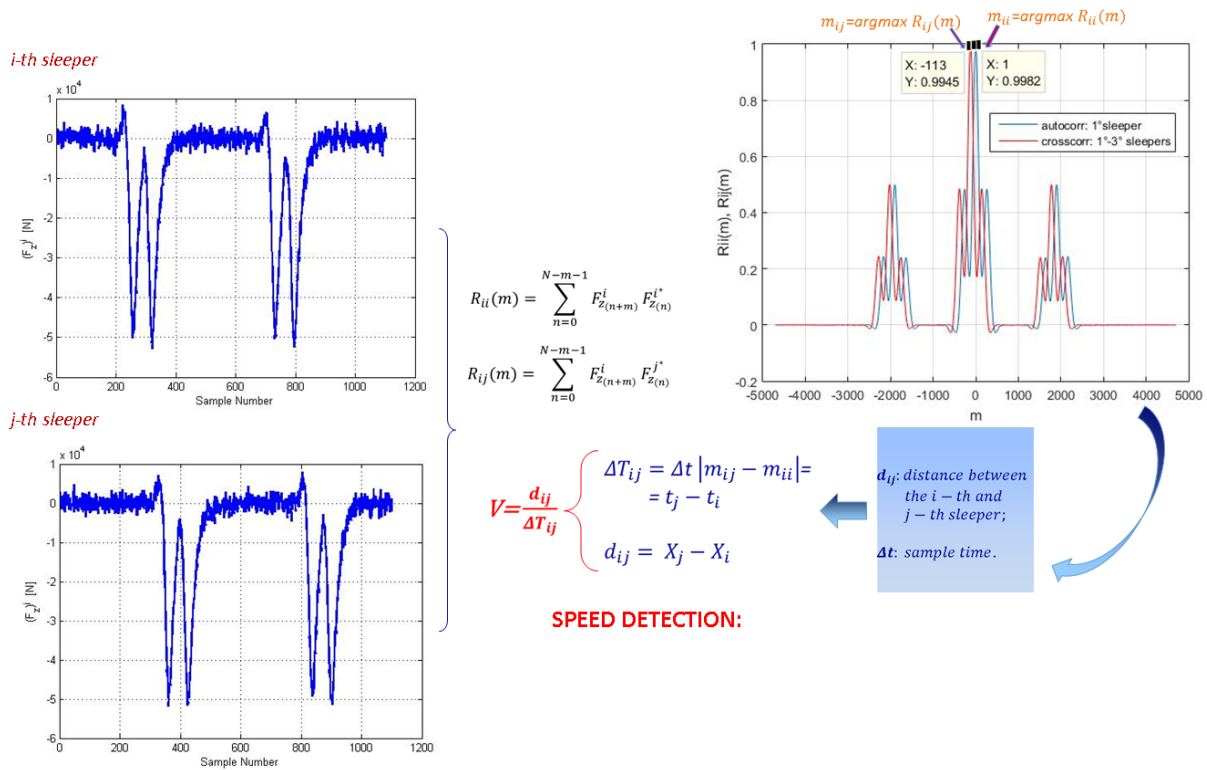 i-th sleeper
x 10⁴
1
0
-1
-2
-3
-4
-5
-6
0 200 400 600 800 1000 1200
Sample Number
(F_z)^i [N]
j-th sleeper
x 10⁴
1
0
-1
-2
-3
-4
-5
-6
0 200 400 600 800 1000 1200
Sample Number
(F_z)^j [N]
R_ii(m) = ∑_{n=0}^{N−m−1} F^i_{z(n+m)} F^{i*}_{z(n)}
R_ij(m) = ∑_{n=0}^{N−m−1} F^i_{z(n+m)} F^{j*}_{z(n)}
m_ij=argmax R_ij(m)
m_ii=argmax R_ii(m)
X: -113
Y: 0.9945
X: 1
Y: 0.9982
autocorr: 1°sleeper
crosscorr: 1°-3° sleepers
1
0.8
0.6
0.4
0.2
0
-0.2
Rii(m), Rij(m)
-5000 -4000 -3000 -2000 -1000 0 1000 2000 3000 4000 5000
m
V=d_ij/ΔT_ij
ΔT_ij = Δt |m_ij − m_ii|=
= t_j − t_i
d_ij = X_j − X_i
d_ij: distance between
the i − th and
j − th sleeper;
Δt: sample time.
SPEED DETECTION: